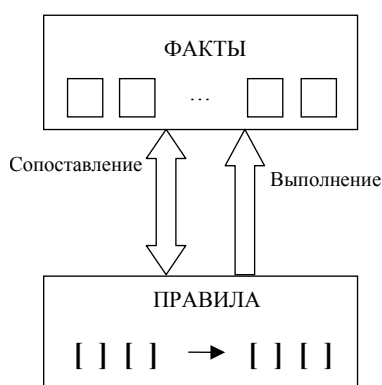 ФАКТЫ
...
Сопоставление
Выполнение
ПРАВИЛА
[ ] [ ] → [ ] [ ]